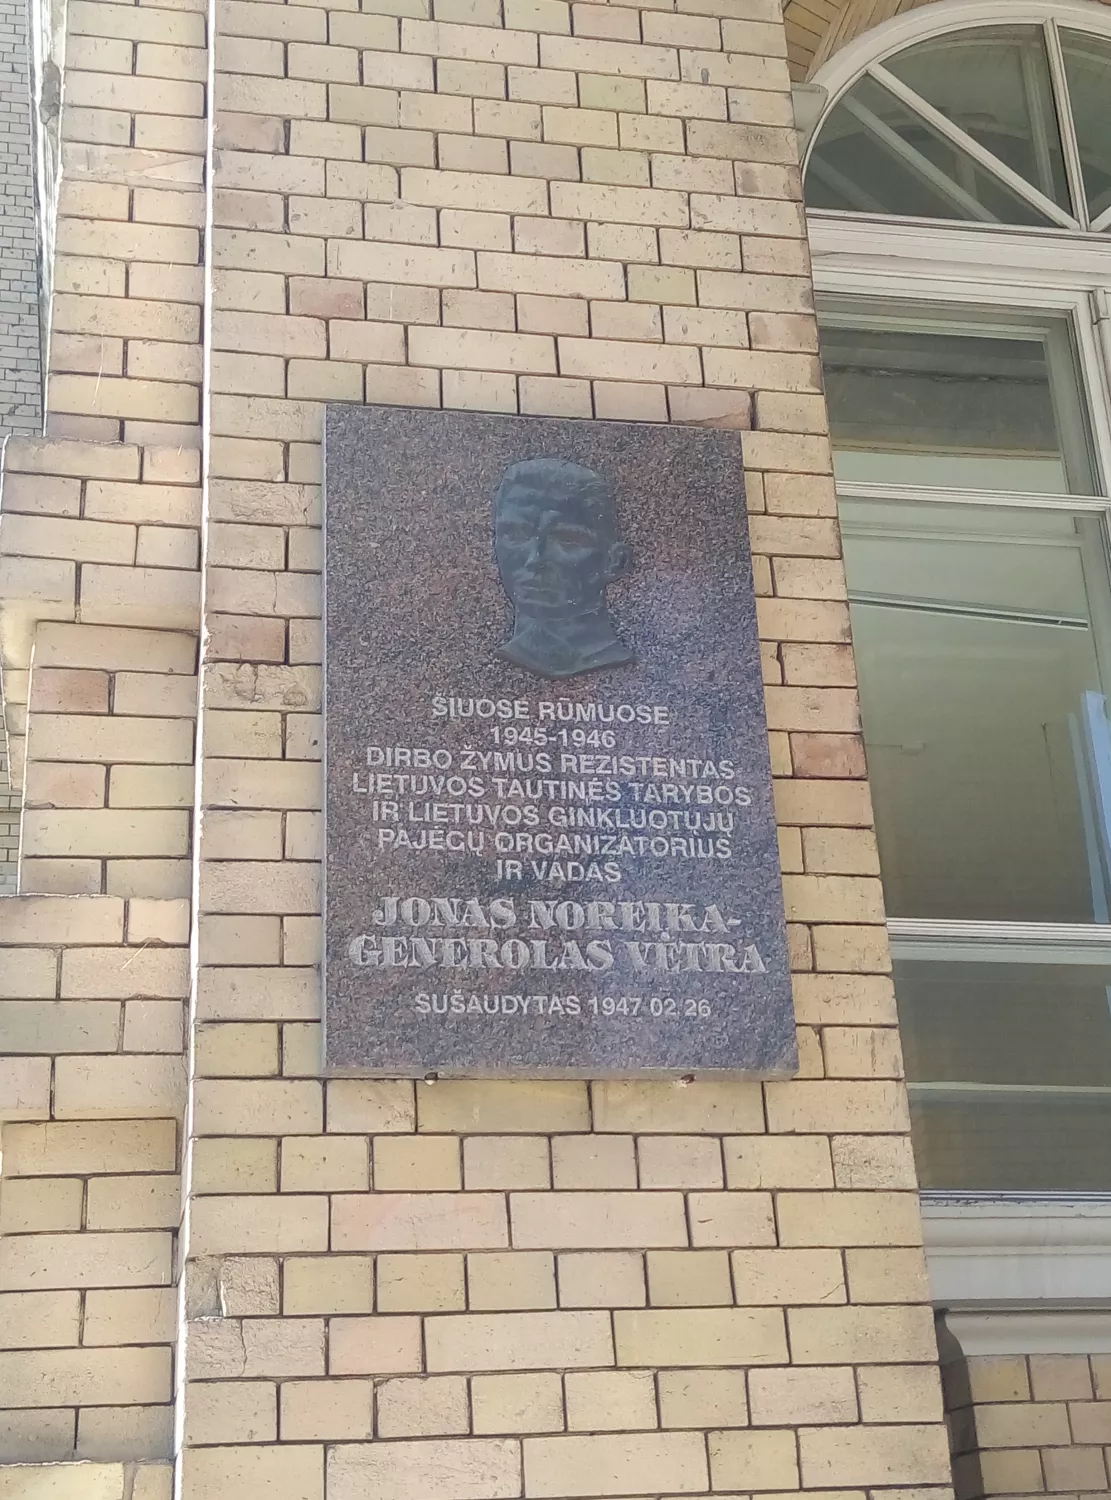 ŠIUOSE RŪMUOSE
1945-1946
DIRBO ŽYMUS REZISTENTAS
LIETUVOS TAUTINĖS TARYBOS
IR LIETUVOS GINKLUOTŲJŲ
PAJĖGŲ ORGANIZATORIUS
IR VADAS
JONAS NOREIKA-
GENEROLAS VĖTRA
SUŠAUDYTAS 1947 02 26